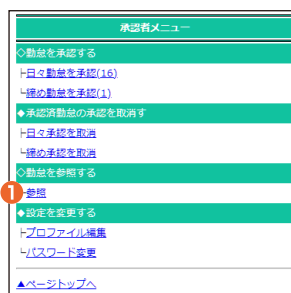 承認者メニュー
◇勤怠を承認する
├日々勤怠を承認(16)
└締め勤怠を承認(1)
◆承認済勤怠の承認を取消す
├日々承認を取消
└締め承認を取消
◇勤怠を参照する
1 参照
◆設定を変更する
├プロファイル編集
└パスワード変更
▲ページトップへ